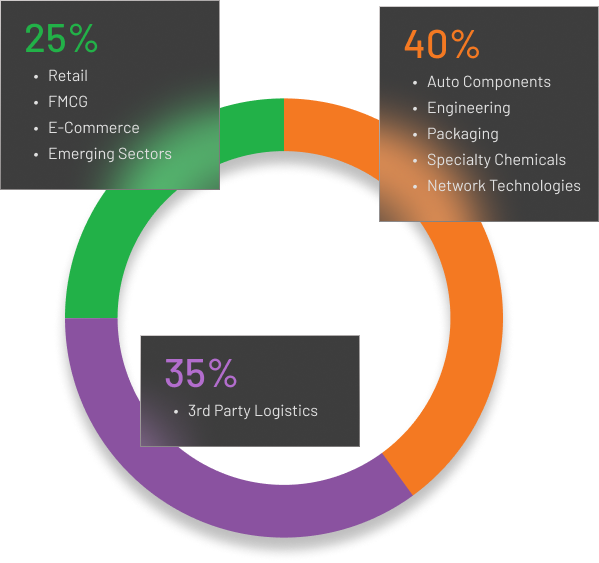 25%
• Retail
• FMCG
• E-Commerce
• Emerging Sectors
40%
• Auto Components
• Engineering
• Packaging
• Specialty Chemicals
• Network Technologies
35%
• 3rd Party Logistics